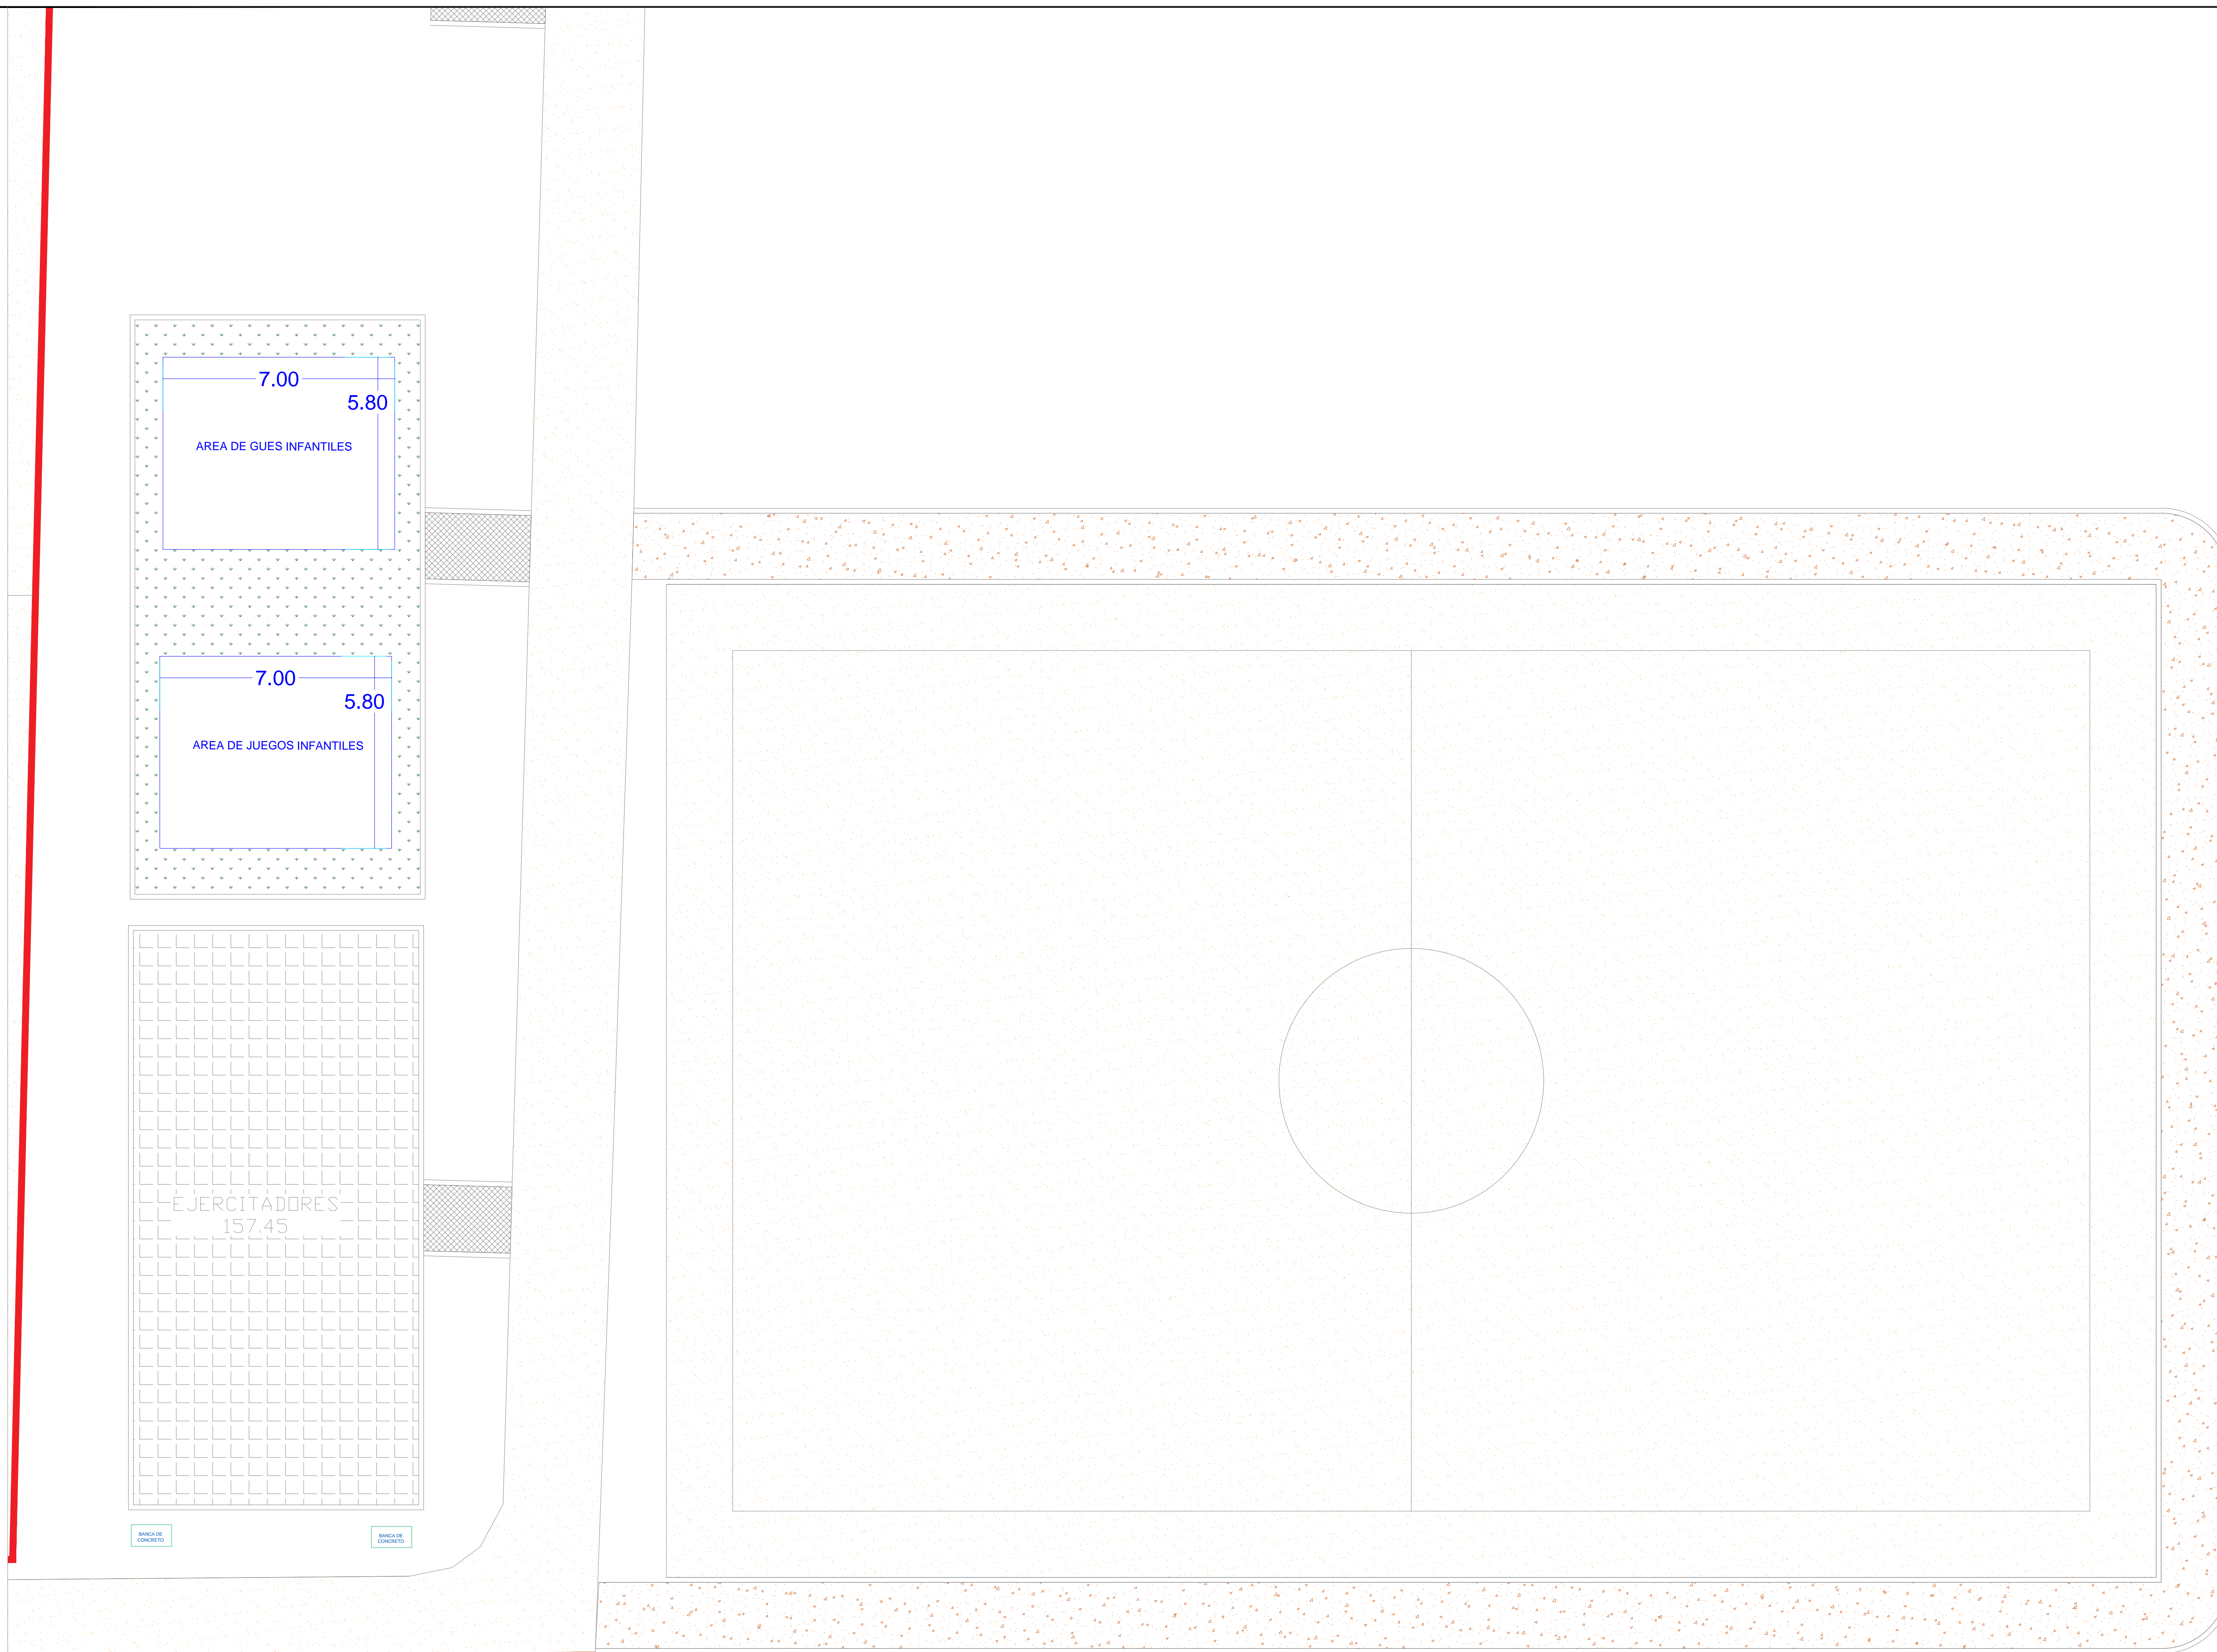 7.00
5.80
AREA DE GUES INFANTILES
7.00
5.80
AREA DE JUEGOS INFANTILES
EJERCITADORES
157.45
BANCA DE
CONCRETO
BANCA DE
CONCRETO